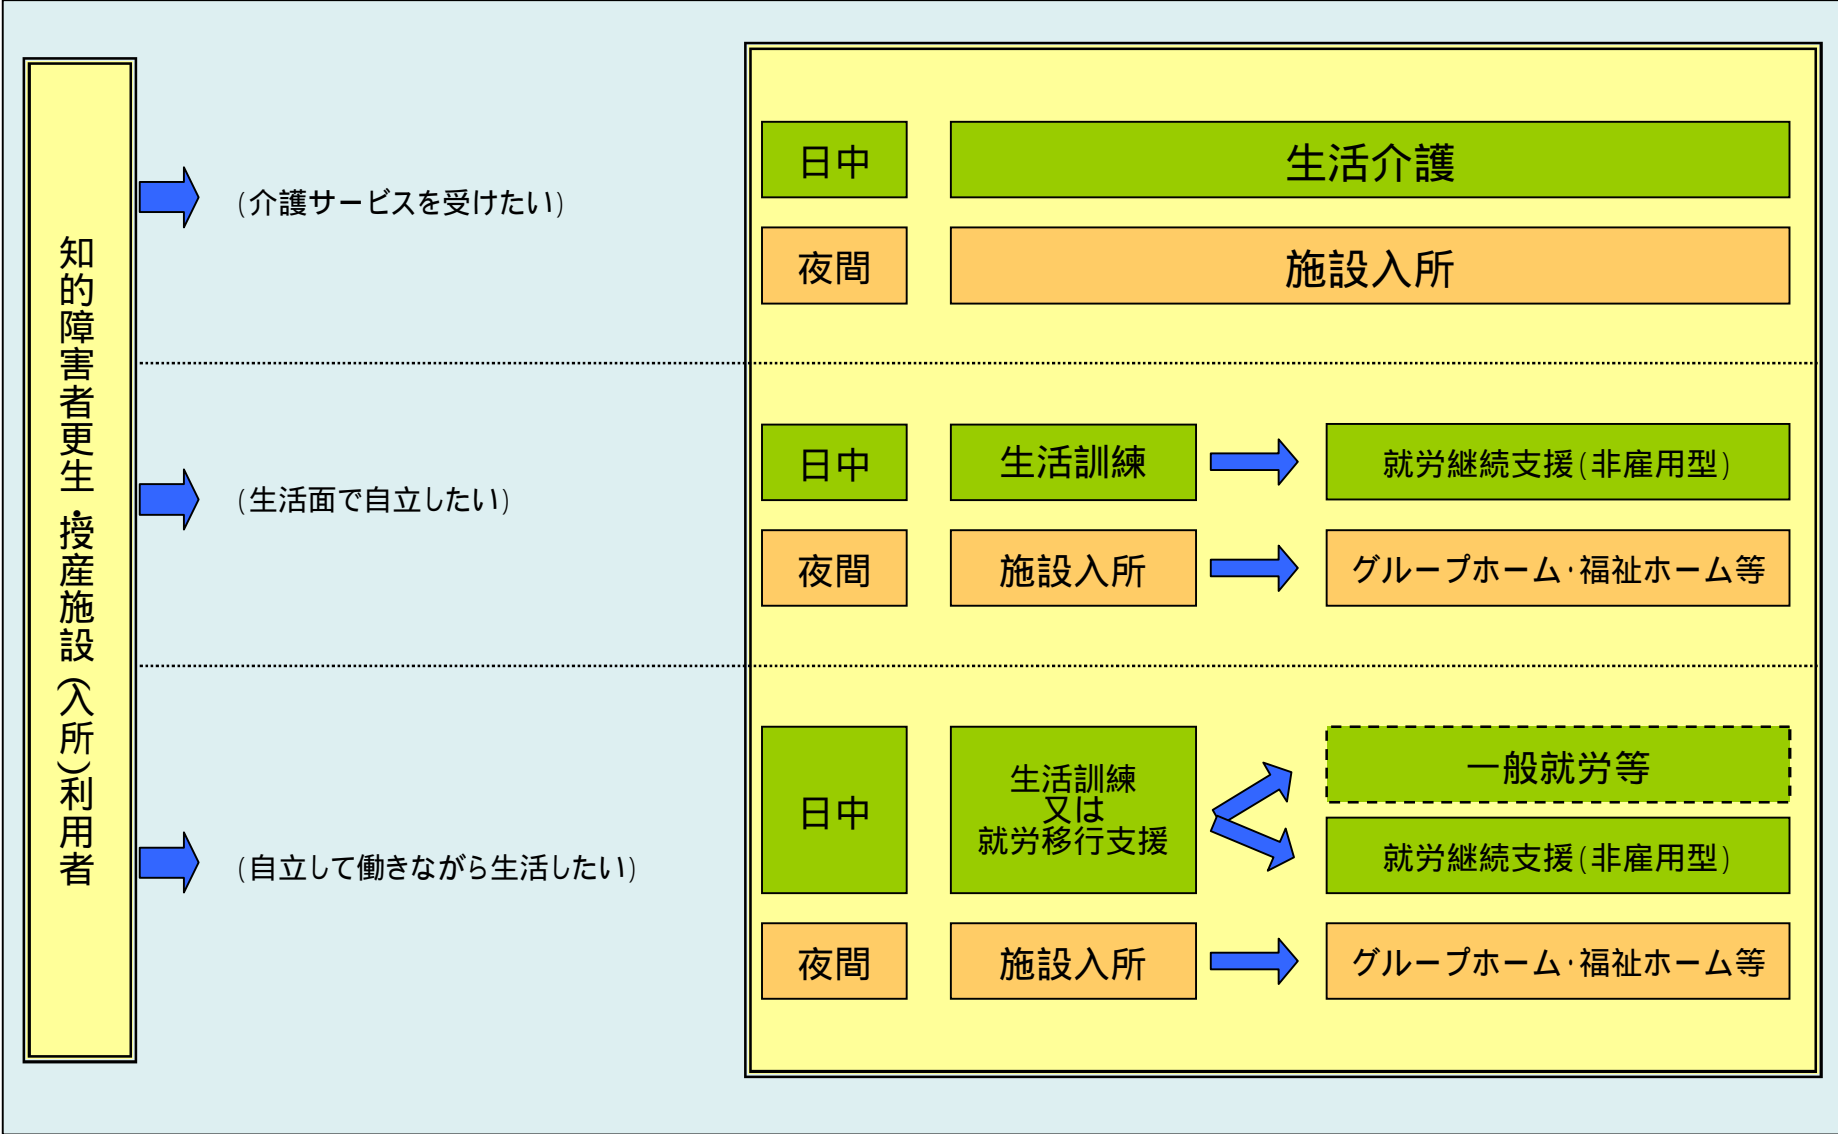 知的障害者更生・授産施設(入所)利用者
(介護サービスを受けたい)
日中
生活介護
夜間
施設入所
(生活面で自立したい)
日中
生活訓練
就労継続支援(非雇用型)
夜間
施設入所
グループホーム・福祉ホーム等
(自立して働きながら生活したい)
日中
生活訓練
又は
就労移行支援
一般就労等
就労継続支援(非雇用型)
夜間
施設入所
グループホーム・福祉ホーム等